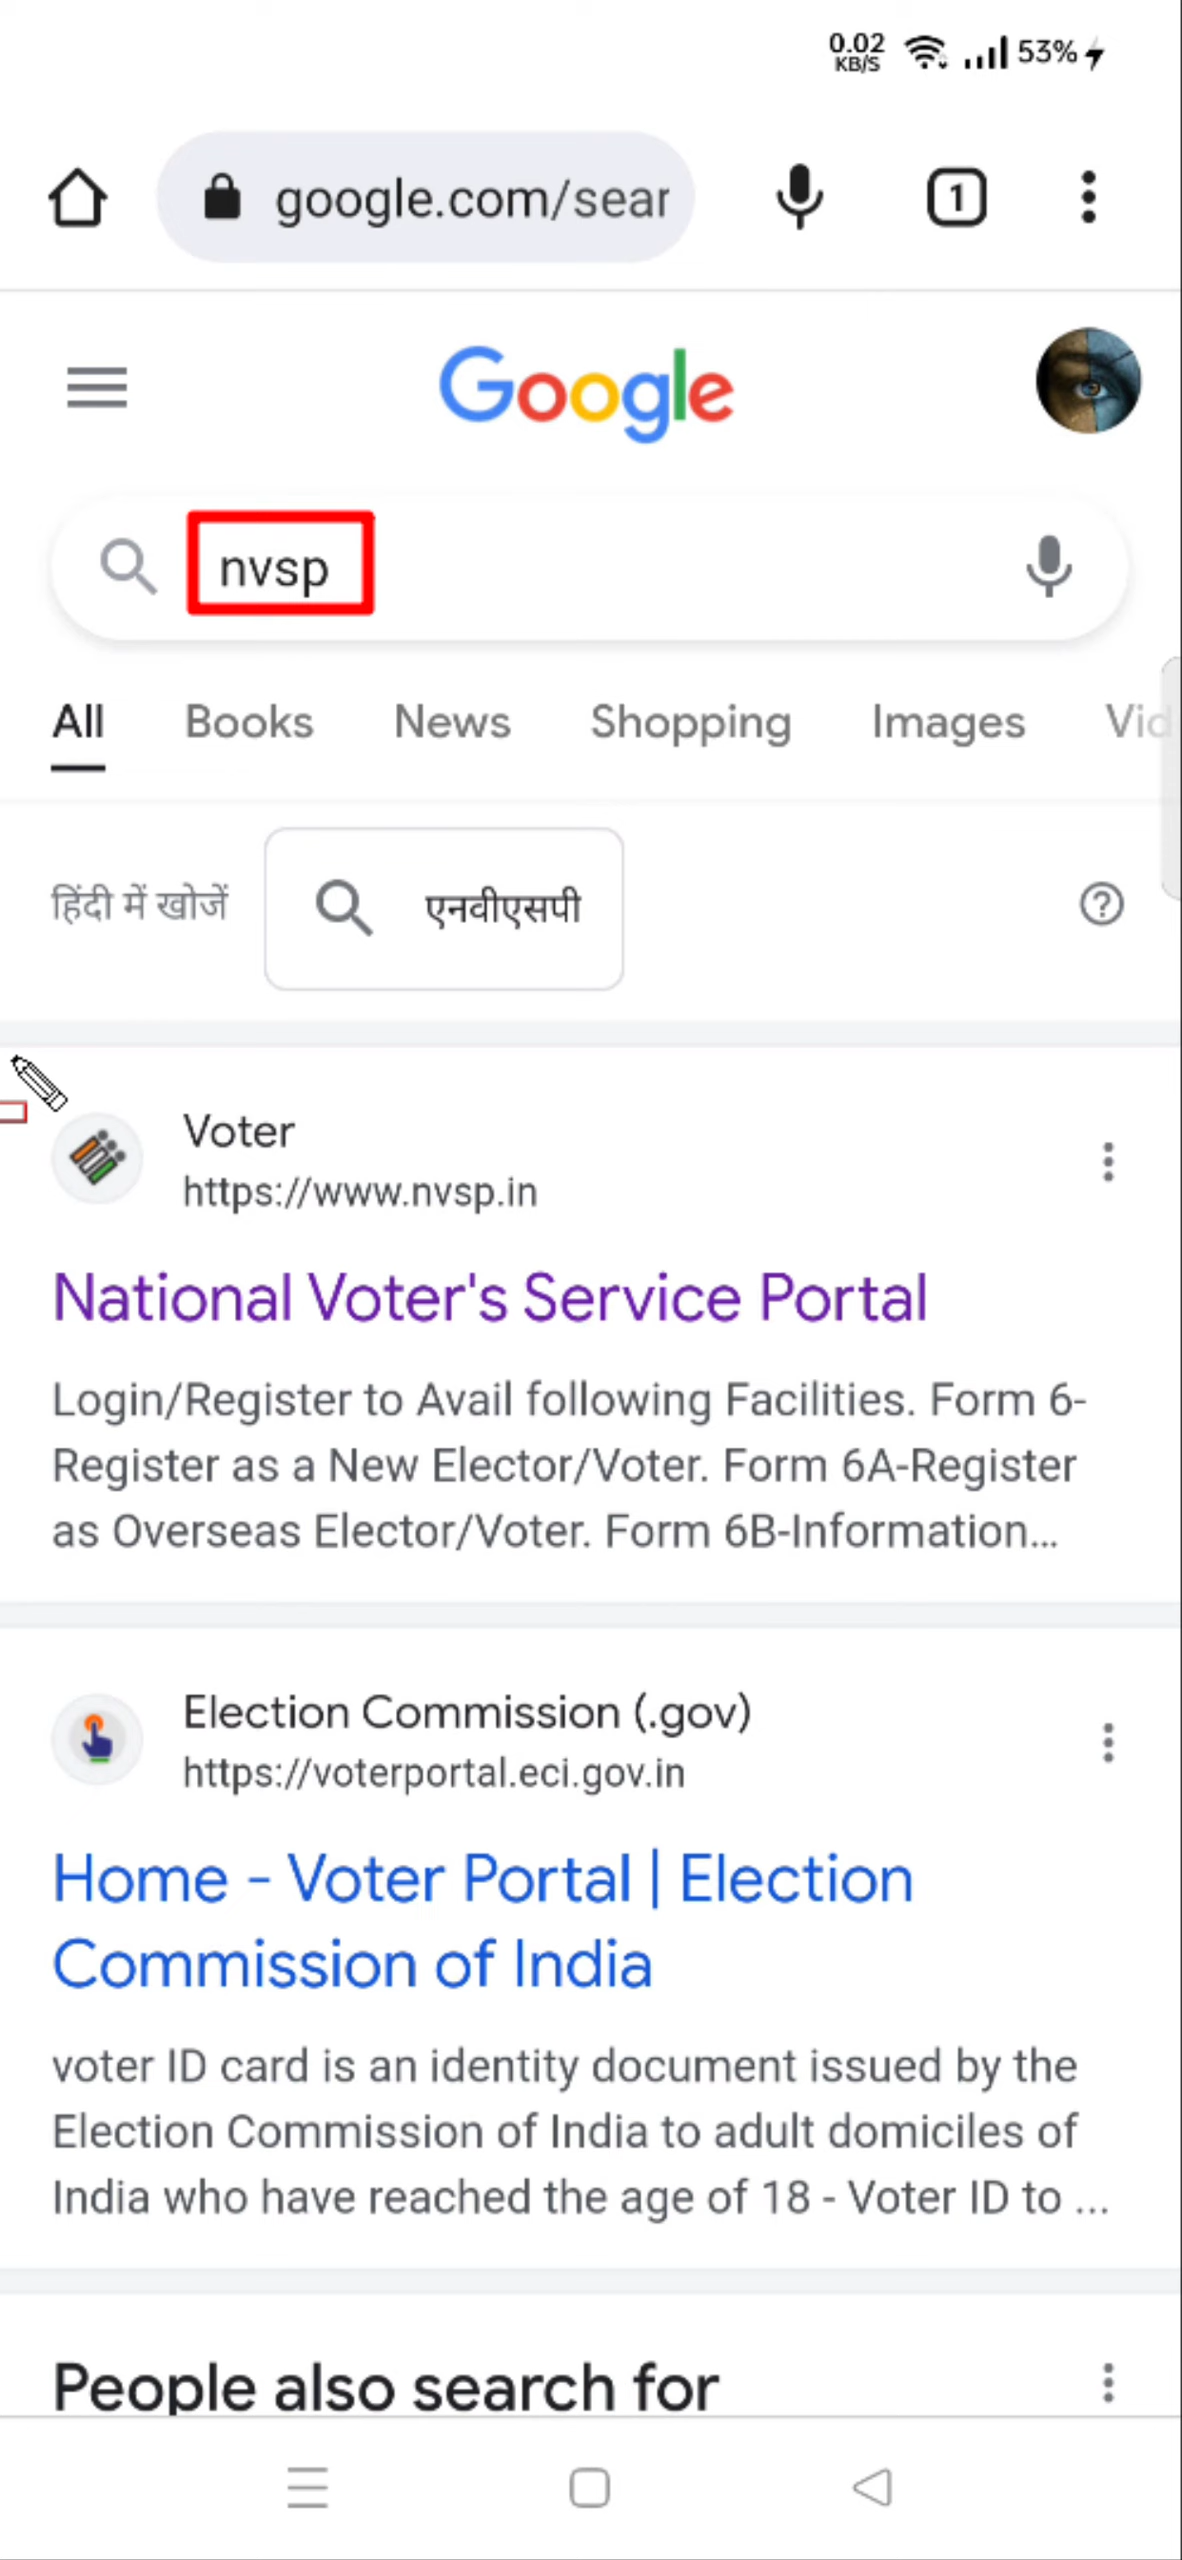 0.02
KB/S
53%
google.com/sear
1
Google
nvsp
All Books News Shopping Images Vid
हिंदी में खोजें
एनवीएसपी
Voter
https://www.nvsp.in
National Voter's Service Portal
Login/Register to Avail following Facilities. Form 6-
Register as a New Elector/Voter. Form 6A-Register
as Overseas Elector/Voter. Form 6B-Information...
Election Commission (.gov)
https://voterportal.eci.gov.in
Home - Voter Portal | Election
Commission of India
voter ID card is an identity document issued by the
Election Commission of India to adult domiciles of
India who have reached the age of 18 - Voter ID to ...
People also search for